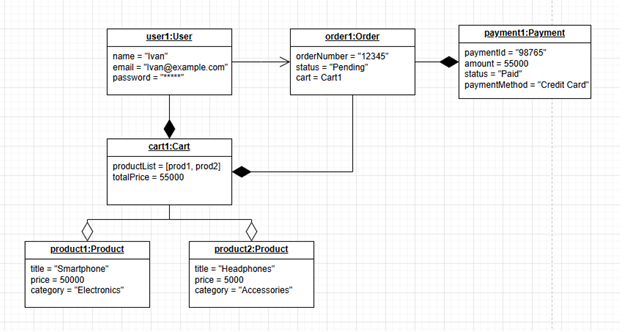 user1:User
name = "Ivan"
email = "Ivan@example.com"
password = "*****"
order1:Order
orderNumber = "12345"
status = "Pending"
cart = Cart1
payment1:Payment
paymentId = "98765"
amount = 55000
status = "Paid"
paymentMethod = "Credit Card"
cart1:Cart
productList = [prod1, prod2]
totalPrice = 55000
product1:Product
title = "Smartphone"
price = 50000
category = "Electronics"
product2:Product
title = "Headphones"
price = 5000
category = "Accessories"